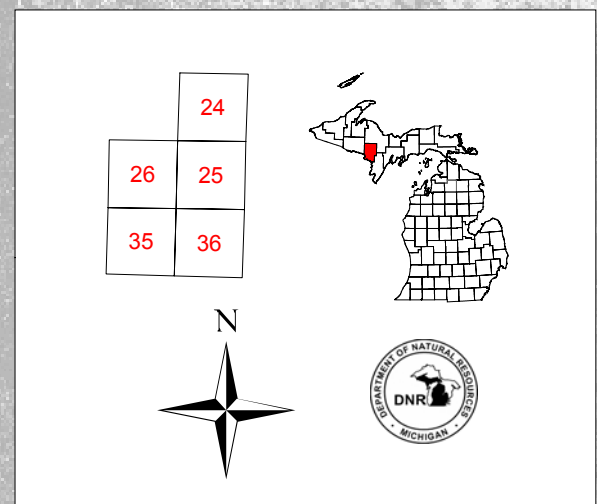 24
26 25
35 36
N
DEPARTMENT OF NATURAL RESOURCES
DNR
MICHIGAN